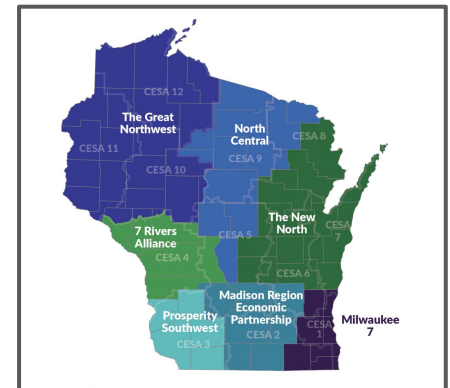 CESA 12
The Great
Northwest
North
Central
CESA 8
CESA 11
CESA 9
CESA 10
7 Rivers
Alliance
The New
North
CESA
7
CESA 5
CESA 4
CESA 6
Madison Region
Economic
Partnership
Prosperity
Southwest
CESA
1
Milwaukee
7
CESA 2
CESA 3